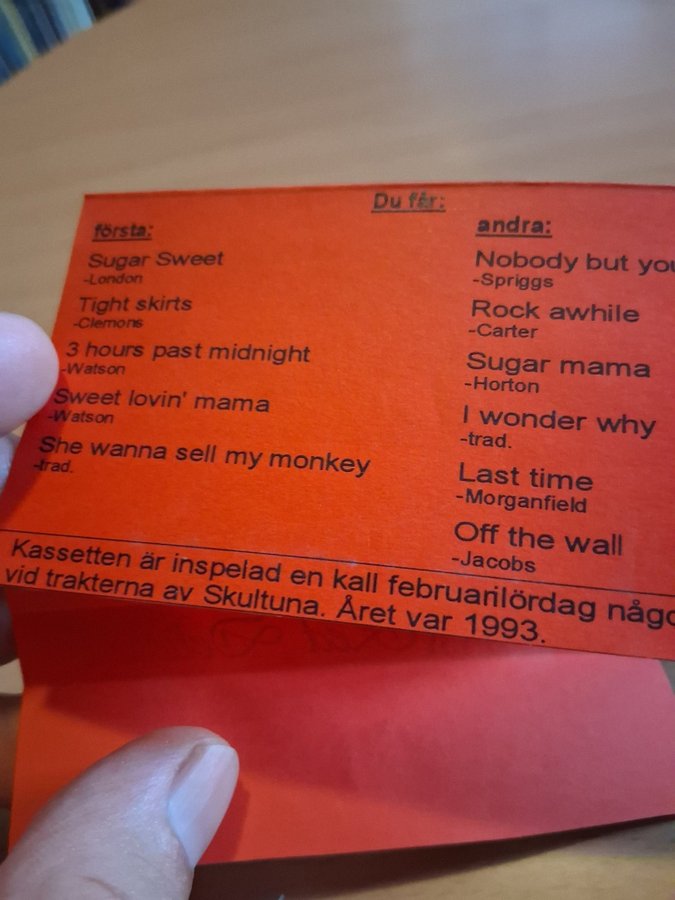 Du får:
första:
Sugar Sweet
-London
Tight skirts
-Clemons
3 hours past midnight
-Watson
Sweet lovin' mama
-Watson
She wanna sell my monkey
-trad.
andra:
Nobody but you
-Spriggs
Rock awhile
-Carter
Sugar mama
-Horton
I wonder why
-trad.
Last time
-Morganfield
Off the wall
-Jacobs
Kassetten är inspelad en kall februarilördag
vid trakterna av Skultuna. Året var 1993.